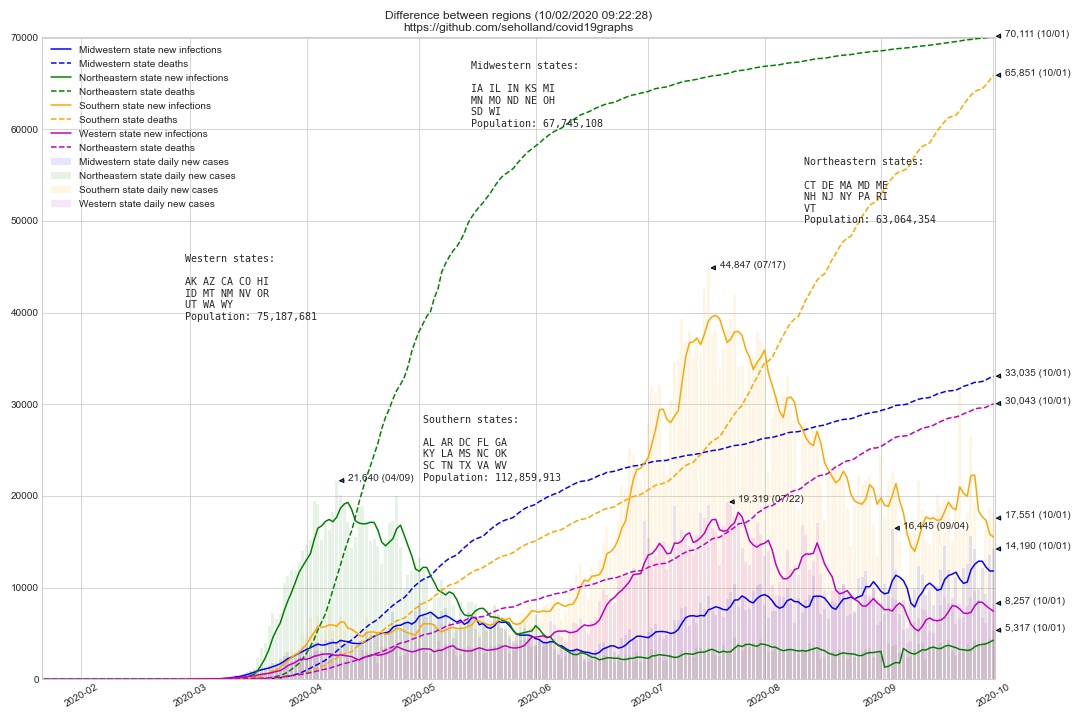 Difference between regions (10/02/2020 09:22:28)
https://github.com/seholland/covid19graphs
Midwestern state new infections
Midwestern state deaths
Northeastern state new infections
Northeastern state deaths
Southern state new infections
Southern state deaths
Western state new infections
Northeastern state deaths
Midwestern state daily new cases
Northeastern state daily new cases
Southern state daily new cases
Western state daily new cases
Midwestern states:
IA IL IN KS MI
MN MO ND NE OH
SD WI
Population: 67,745,108
Northeastern states:
CT DE MA MD ME
NH NJ NY PA RI
VT
Population: 63,064,354
Western states:
AK AZ CA CO HI
ID MT NM NV OR
UT WA WY
Population: 75,187,681
Southern states:
AL AR DC FL GA
KY LA MS NC OK
SC TN TX VA WV
Population: 112,859,913
21,640 (04/09)
44,847 (07/17)
19,319 (07/22)
16,445 (09/04)
70,111 (10/01)
65,851 (10/01)
33,035 (10/01)
30,043 (10/01)
17,551 (10/01)
14,190 (10/01)
8,257 (10/01)
5,317 (10/01)
70000
60000
50000
40000
30000
20000
10000
0
2020-02
2020-03
2020-04
2020-05
2020-06
2020-07
2020-08
2020-09
2020-10